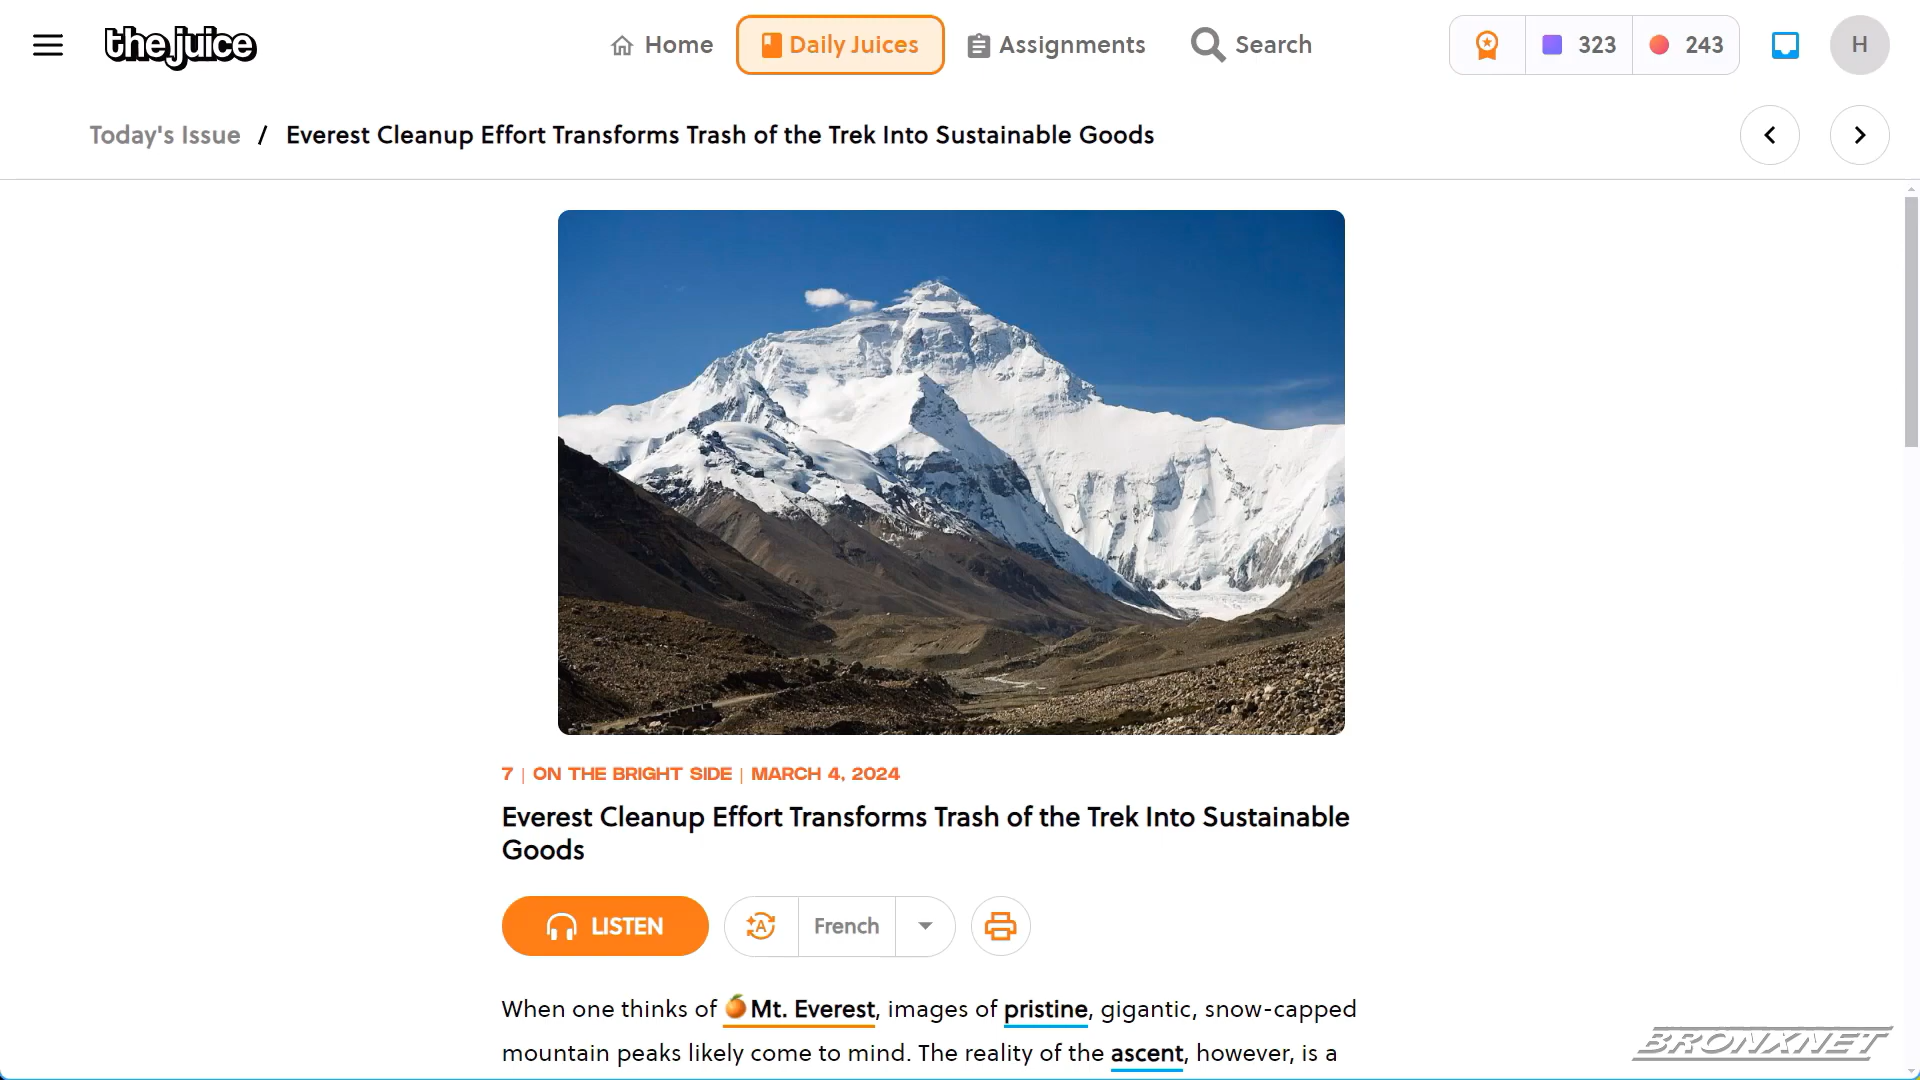 the juice
Home
Daily Juices
Assignments
Search
323
243
H
Today's Issue / Everest Cleanup Effort Transforms Trash of the Trek Into Sustainable Goods
7 | ON THE BRIGHT SIDE | MARCH 4, 2024
Everest Cleanup Effort Transforms Trash of the Trek Into Sustainable
Goods
LISTEN
A
French
When one thinks of 🍊Mt. Everest, images of pristine, gigantic, snow-capped
mountain peaks likely come to mind. The reality of the ascent, however, is a
BRONXNET